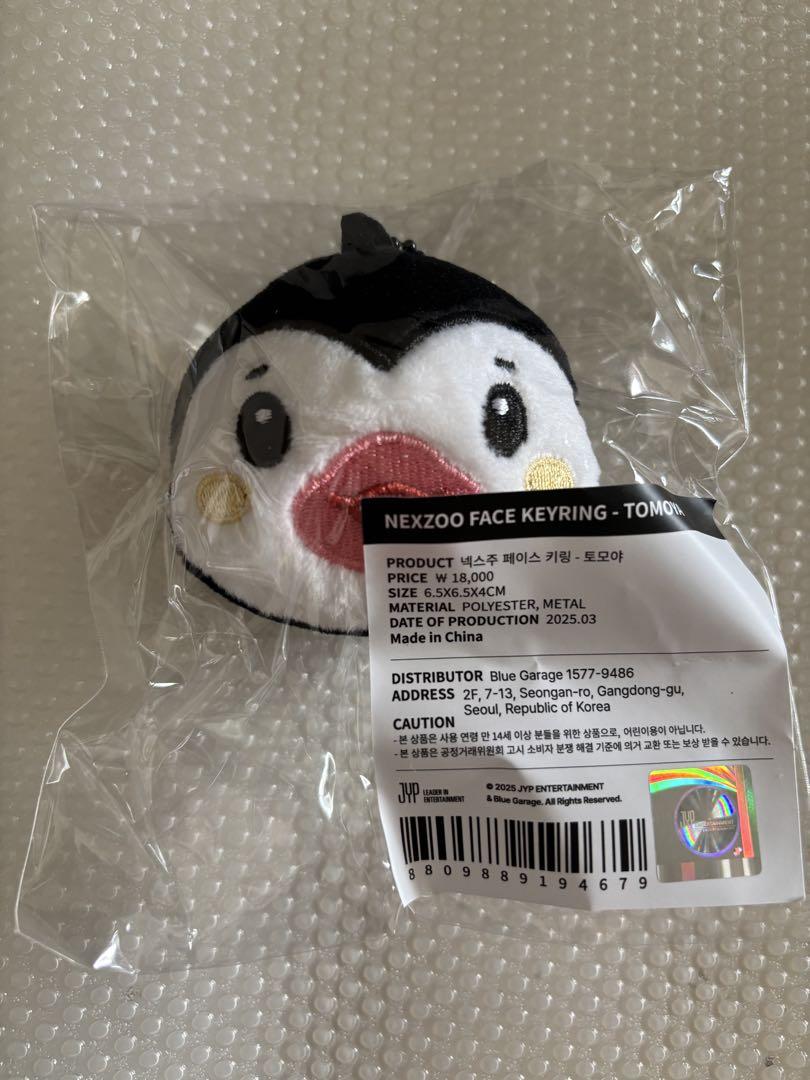 NEXZOO FACE KEYRING - TOMOYA
PRODUCT 넥스주 페이스 키링 - 토모야
PRICE ₩ 18,000
SIZE 6.5X6.5X4CM
MATERIAL POLYESTER, METAL
DATE OF PRODUCTION 2025.03
Made in China
DISTRIBUTOR Blue Garage 1577-9486
ADDRESS 2F, 7-13, Seongan-ro, Gangdong-gu,
Seoul, Republic of Korea
CAUTION
- 본 상품은 사용 연령 만 14세 이상 분들을 위한 상품으로, 어린이용이 아닙니다.
- 본 상품은 공정거래위원회 고시 소비자 분쟁 해결 기준에 의거 교환 또는 보상 받을 수 있습니다.
JYP LEADER IN
ENTERTAINMENT
© 2025 JYP ENTERTAINMENT
& Blue Garage. All Rights Reserved.
JYP ENTERTAINMENT
8809889194679